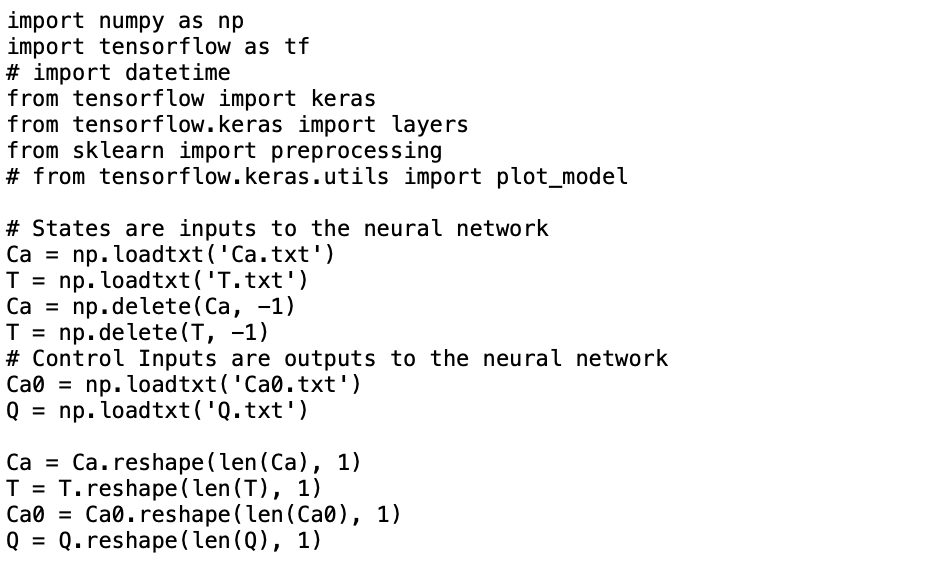 import numpy as np
import tensorflow as tf
# import datetime
from tensorflow import keras
from tensorflow.keras import layers
from sklearn import preprocessing
# from tensorflow.keras.utils import plot_model

# States are inputs to the neural network
Ca = np.loadtxt('Ca.txt')
T = np.loadtxt('T.txt')
Ca = np.delete(Ca, −1)
T = np.delete(T, −1)
# Control Inputs are outputs to the neural network
Ca0 = np.loadtxt('Ca0.txt')
Q = np.loadtxt('Q.txt')

Ca = Ca.reshape(len(Ca), 1)
T = T.reshape(len(T), 1)
Ca0 = Ca0.reshape(len(Ca0), 1)
Q = Q.reshape(len(Q), 1)